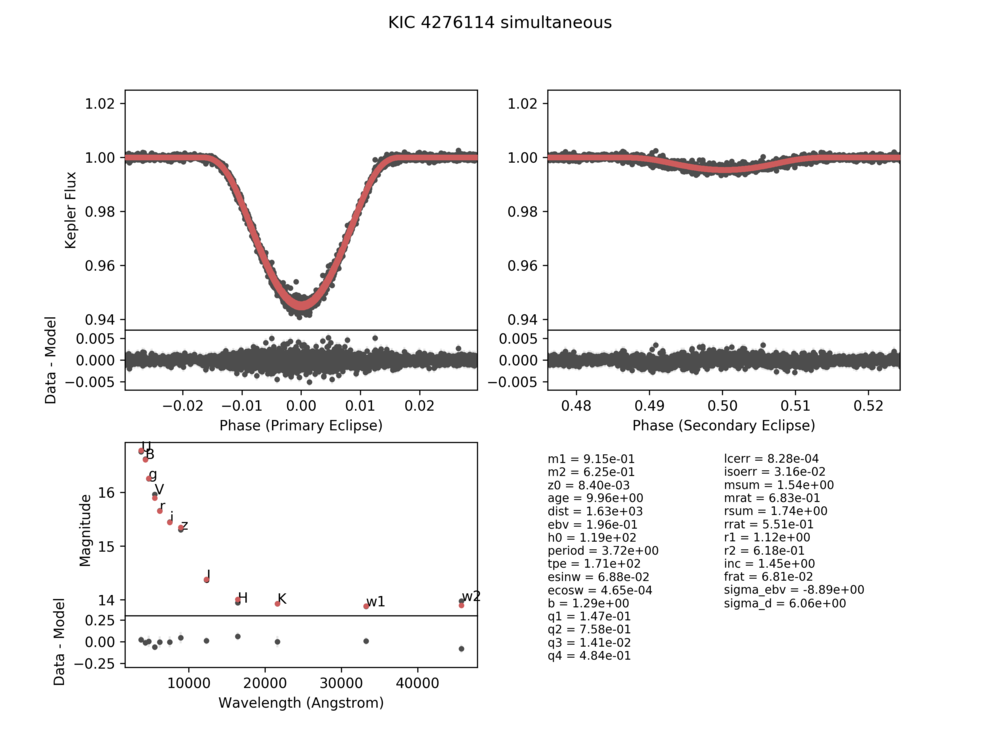 KIC 4276114 simultaneous
1.02
1.00
0.98
0.96
0.94
Kepler Flux
0.005
0.000
−0.005
Data - Model
−0.02
−0.01
0.00
0.01
0.02
Phase (Primary Eclipse)
1.02
1.00
0.98
0.96
0.94
0.005
0.000
−0.005
0.48
0.49
0.50
0.51
0.52
Phase (Secondary Eclipse)
16
15
14
Magnitude
U
B
g
V
r
i
z
J
H
K
w1
w2
0.25
0.00
−0.25
Data - Model
10000
20000
30000
40000
Wavelength (Angstrom)
m1 = 9.15e-01
m2 = 6.25e-01
z0 = 8.40e-03
age = 9.96e+00
dist = 1.63e+03
ebv = 1.96e-01
h0 = 1.19e+02
period = 3.72e+00
tpe = 1.71e+02
esinw = 6.88e-02
ecosw = 4.65e-04
b = 1.29e+00
q1 = 1.47e-01
q2 = 7.58e-01
q3 = 1.41e-02
q4 = 4.84e-01
lcerr = 8.28e-04
isoerr = 3.16e-02
msum = 1.54e+00
mrat = 6.83e-01
rsum = 1.74e+00
rrat = 5.51e-01
r1 = 1.12e+00
r2 = 6.18e-01
inc = 1.45e+00
frat = 6.81e-02
sigma_ebv = -8.89e+00
sigma_d = 6.06e+00